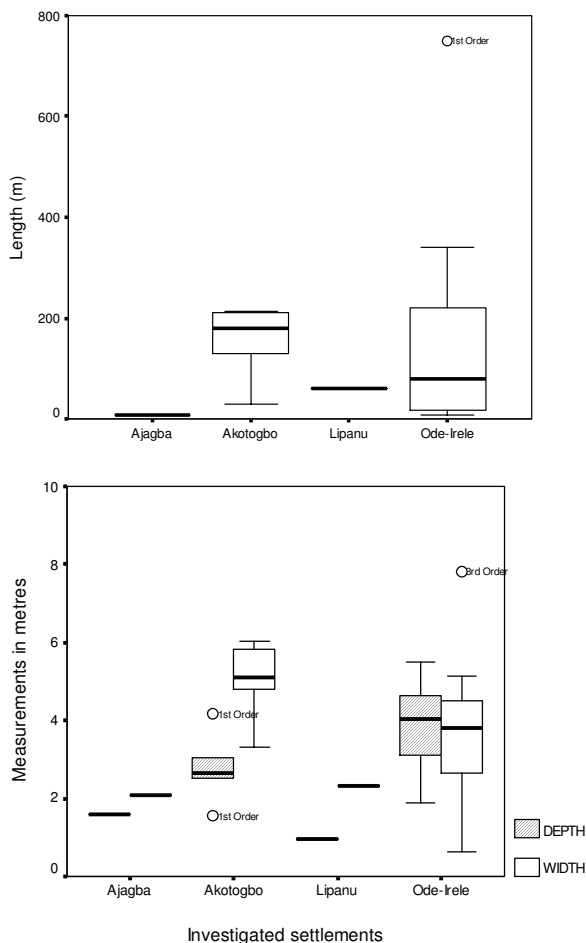 800
1st Order
600
Length (m)
400
200
0
Ajagba
Akotogbo
Lipanu
Ode-Irele
10
8
3rd Order
6
Measurements in metres
4
1st Order
2
1st Order
0
DEPTH
WIDTH
Ajagba
Akotogbo
Lipanu
Ode-Irele
Investigated settlements